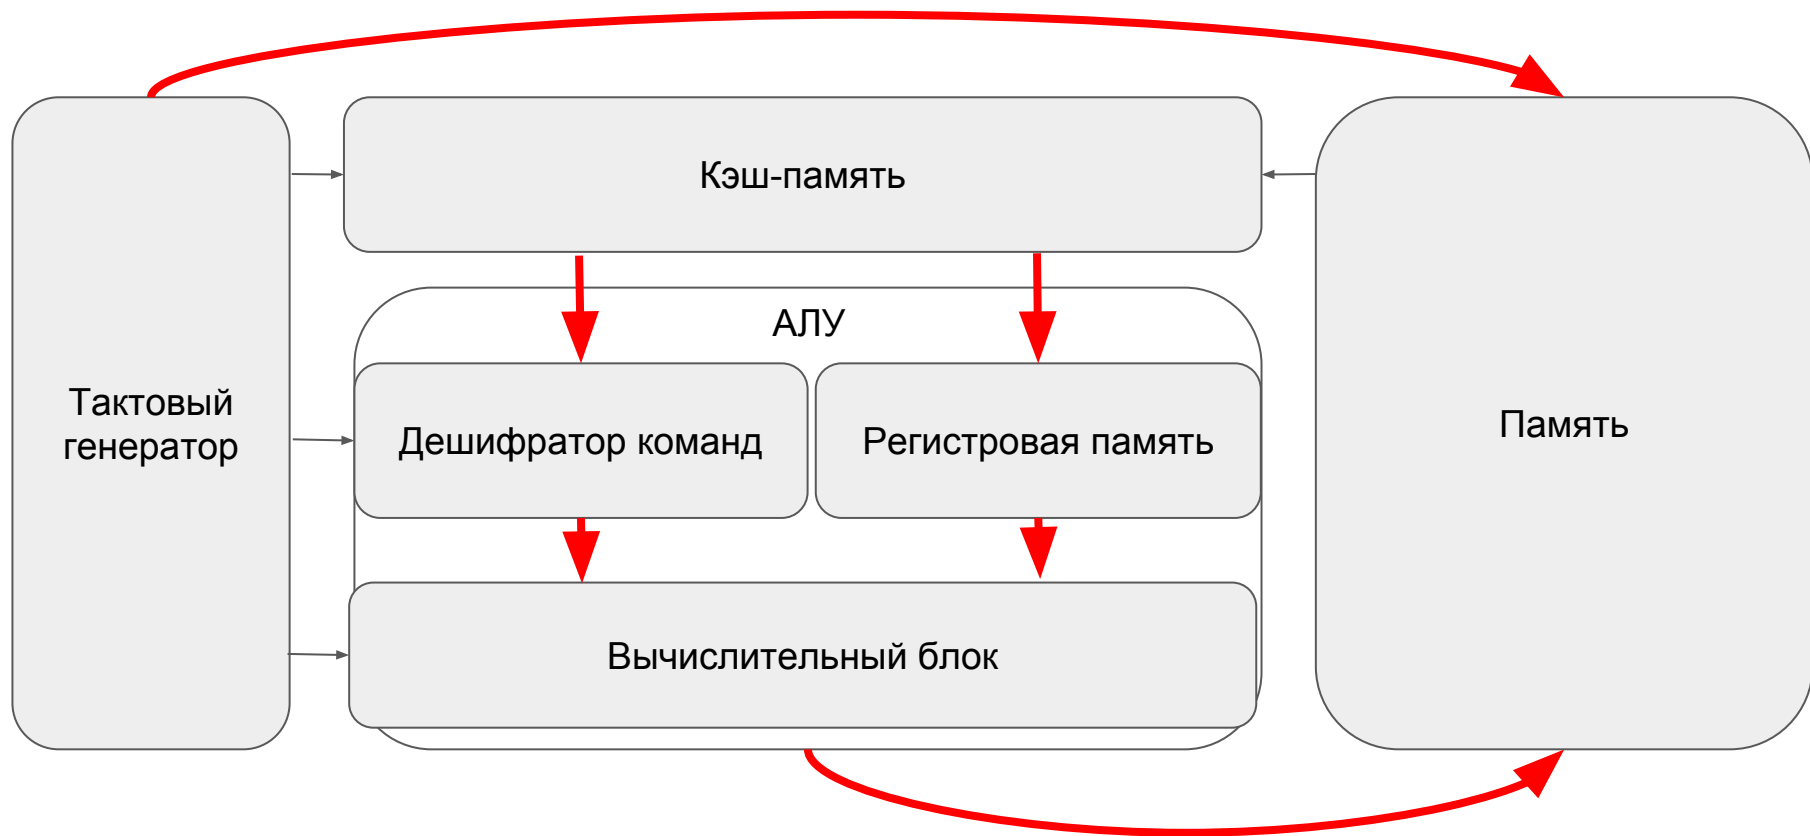 Кэш-память
АЛУ
Тактовый
генератор
Дешифратор команд
Регистровая память
Память
Вычислительный блок